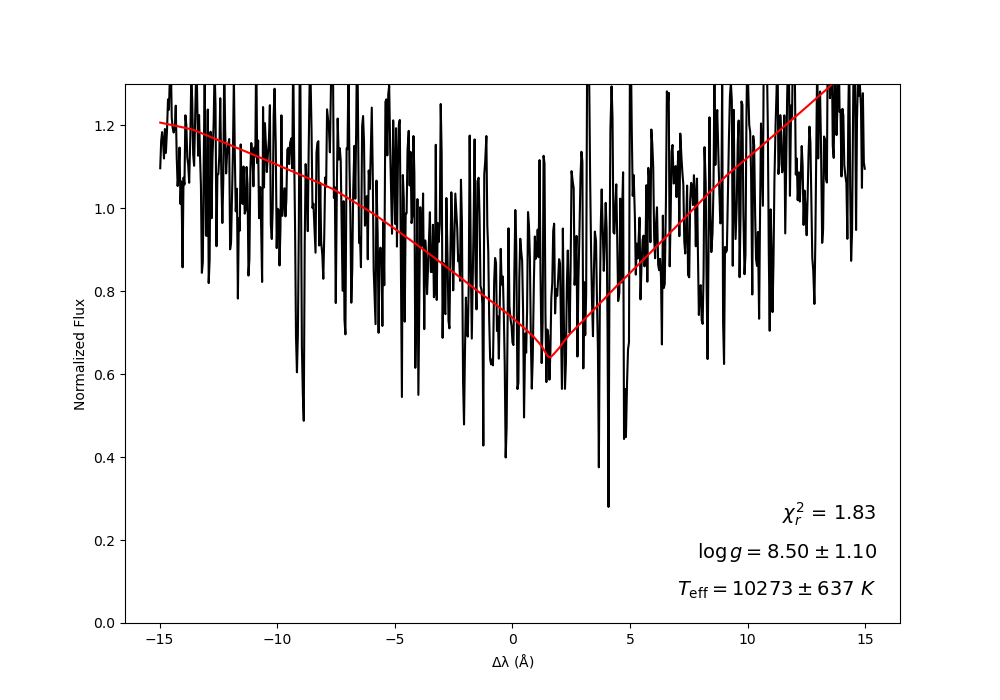 1.2
1.0
0.8
0.6
0.4
0.2
0.0
Normalized Flux
χ²ᵣ = 1.83
log g = 8.50 ± 1.10
T_eff = 10273 ± 637 K
−15 −10 −5 0 5 10 15
Δλ (Å)